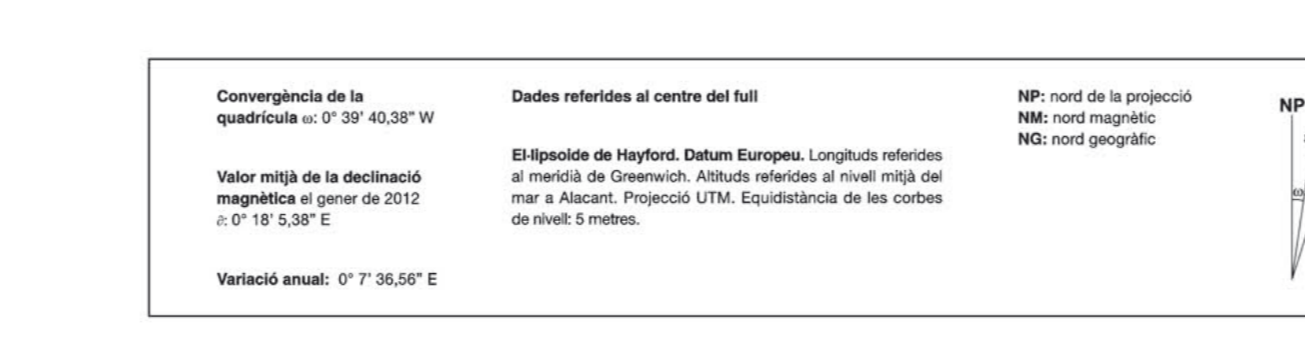 Convergència de la
quadrícula ω: 0° 39' 40,38" W
Valor mitjà de la declinació
magnètica el gener de 2012
∂: 0° 18' 5,38" E
Variació anual: 0° 7' 36,56" E
Dades referides al centre del full
El·lipsoide de Hayford. Datum Europeu. Longituds referides
al meridià de Greenwich. Altituds referides al nivell mitjà del
mar a Alacant. Projecció UTM. Equidistància de les corbes
de nivell: 5 metres.
NP: nord de la projecció
NM: nord magnètic
NG: nord geogràfic
NP
ω